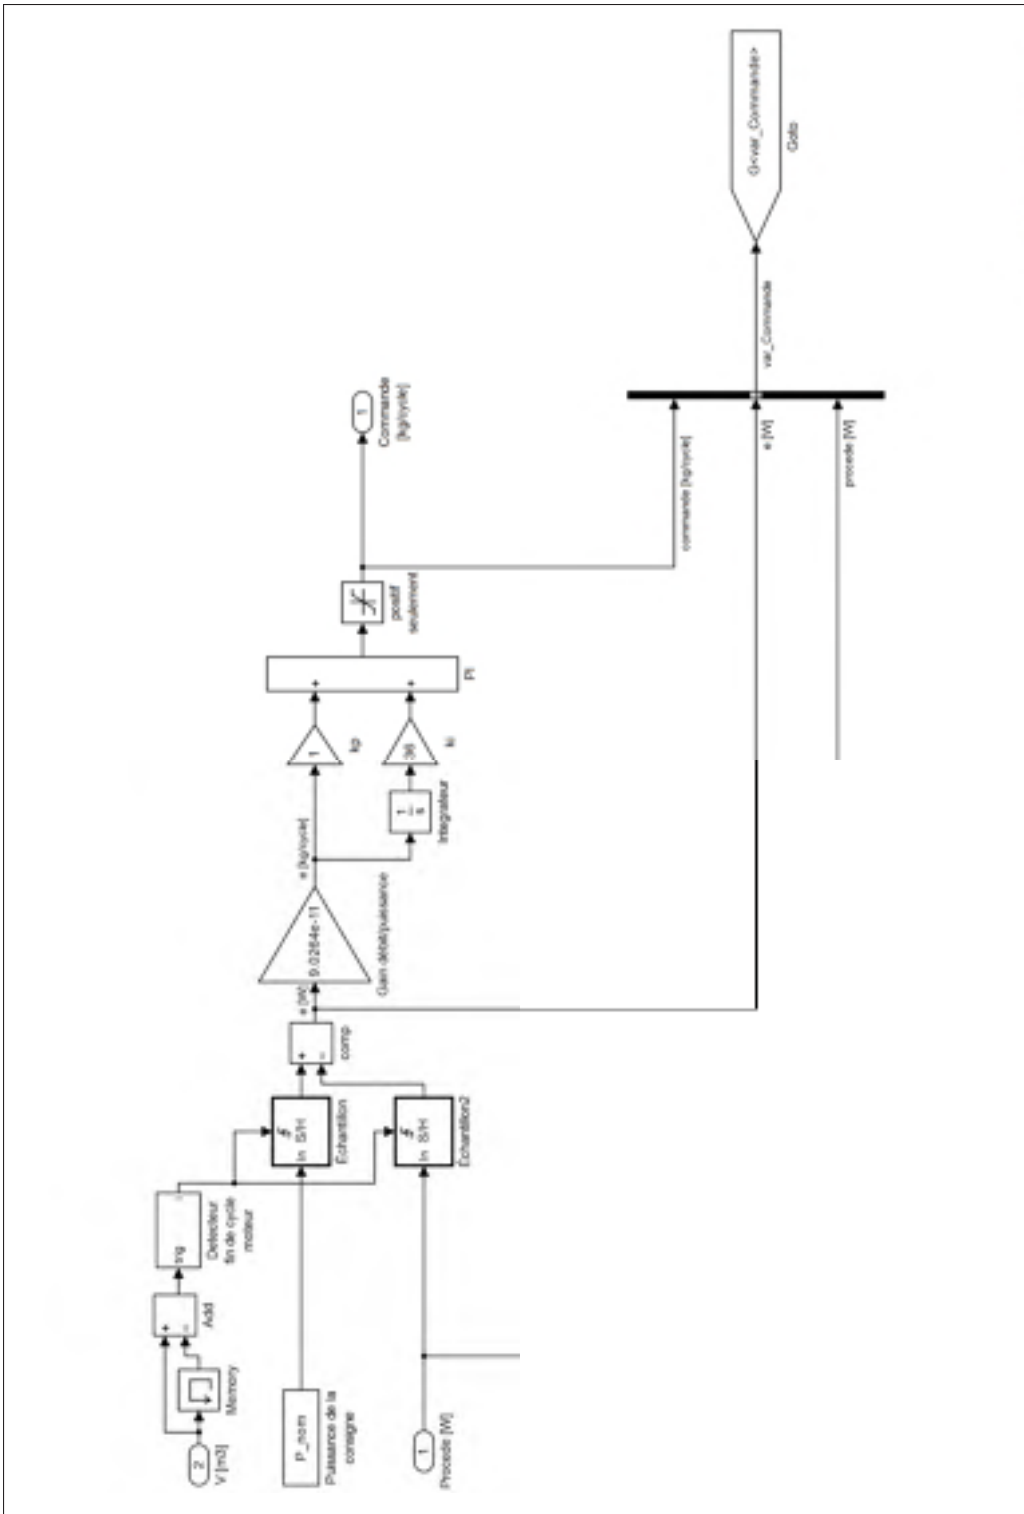 2
V [m3]
Memory
+
−
Add
trig
Detecteur
fin de cycle
moteur
P_nom
Puissance de la
consigne
1
Procede [W]
In S/H
Echantillon
In S/H
Echantillon2
+
−
comp
e [W]
9.0264e-11
Gain débit/puissance
e [kg/cycle]
1
s
Integrateur
1
kp
36
ki
+
+
PI
positif
seulement
1
Commande
[kg/cycle]
commande [kg/cycle]
e [W]
procede [W]
var_Commande
G<var_Commande>
Goto